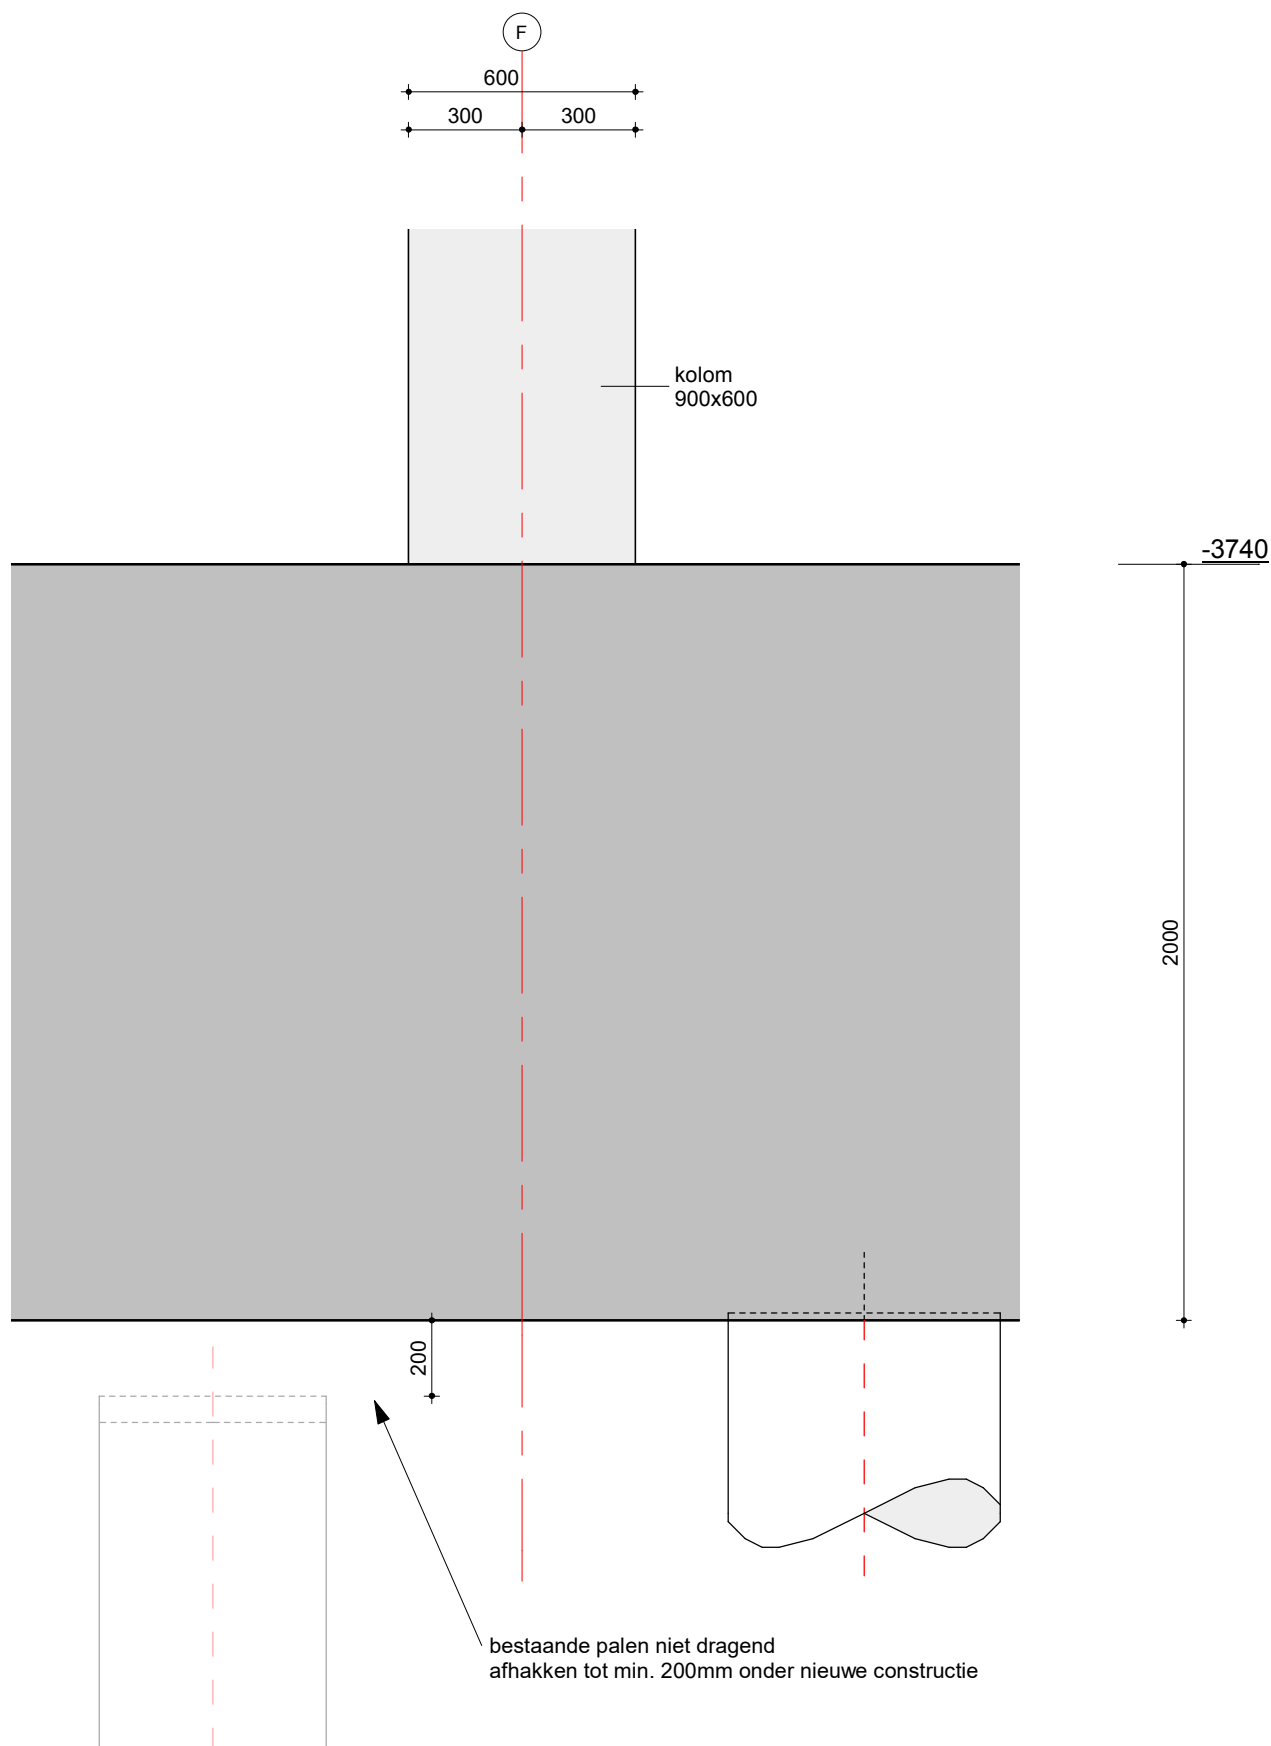 F
600
300 300
kolom
900x600
-3740
2000
200
bestaande palen niet dragend
afhakken tot min. 200mm onder nieuwe constructie